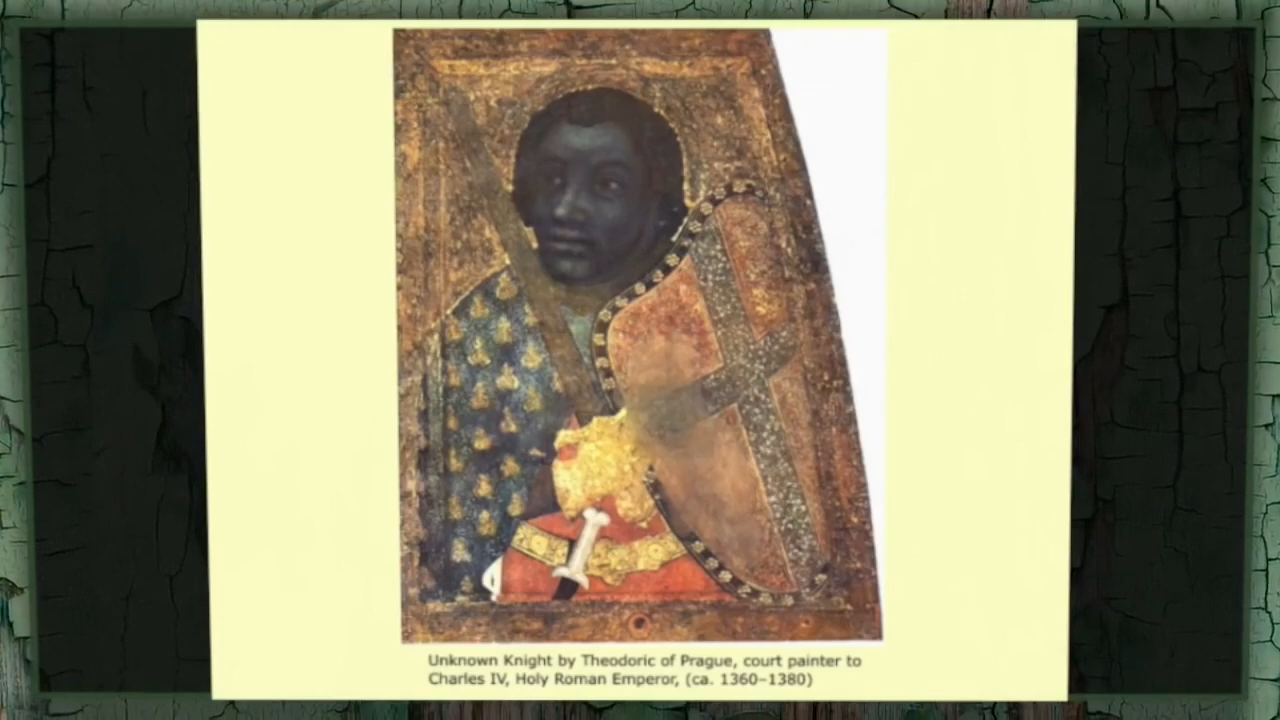 Unknown Knight by Theodoric of Prague, court painter to
Charles IV, Holy Roman Emperor, (ca. 1360–1380)